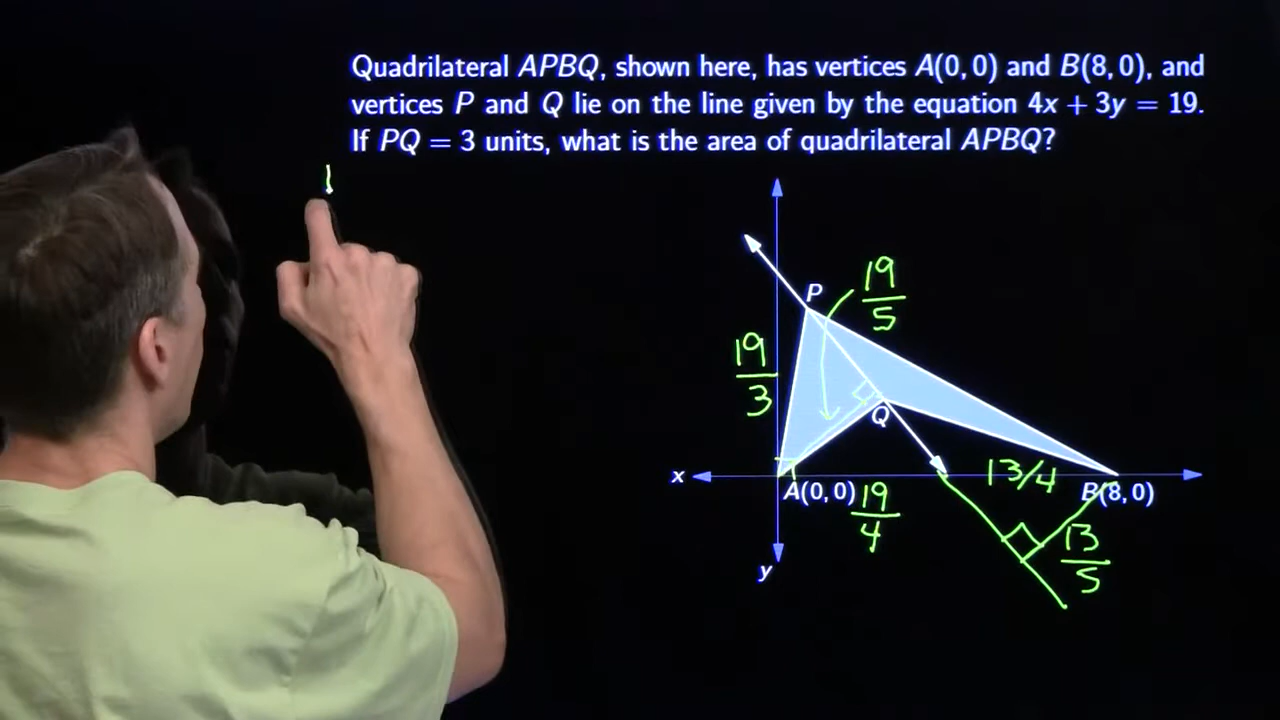 Quadrilateral APBQ, shown here, has vertices A(0, 0) and B(8, 0), and
vertices P and Q lie on the line given by the equation 4x + 3y = 19.
If PQ = 3 units, what is the area of quadrilateral APBQ?
1
P
19
5
19
3
Q
x
13/4
A(0, 0)
19
4
B(8, 0)
13
5
y